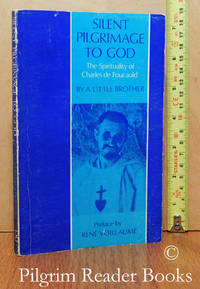 SILENT
PILGRIMAGE
TO GOD
The Spirituality of
Charles de Foucauld
BY A LITTLE BROTHER
Preface by
RENÉ VOILLAUME
© Pilgrim Reader Books